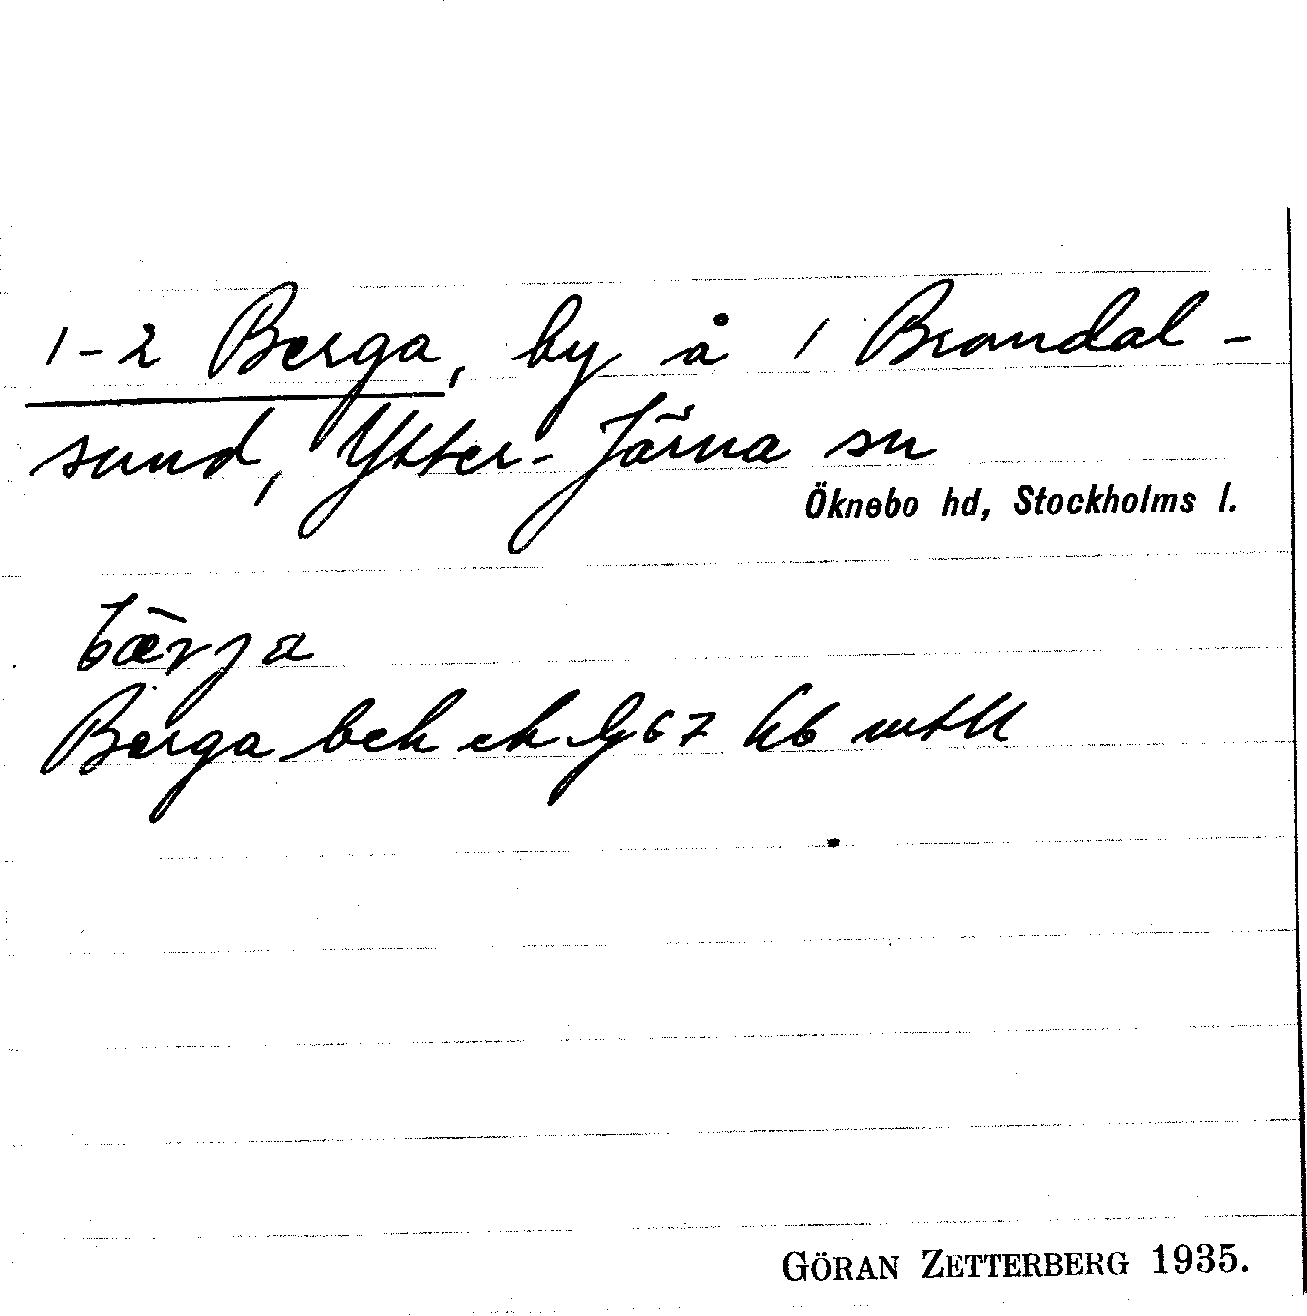 1-2 Berga, by å 1 Brandal-
sund, Ytter-Järna sn
Öknebo hd, Stockholms l.
bærja
Berga bek ek bl 67 hb mtll
GÖRAN ZETTERBERG 1935.